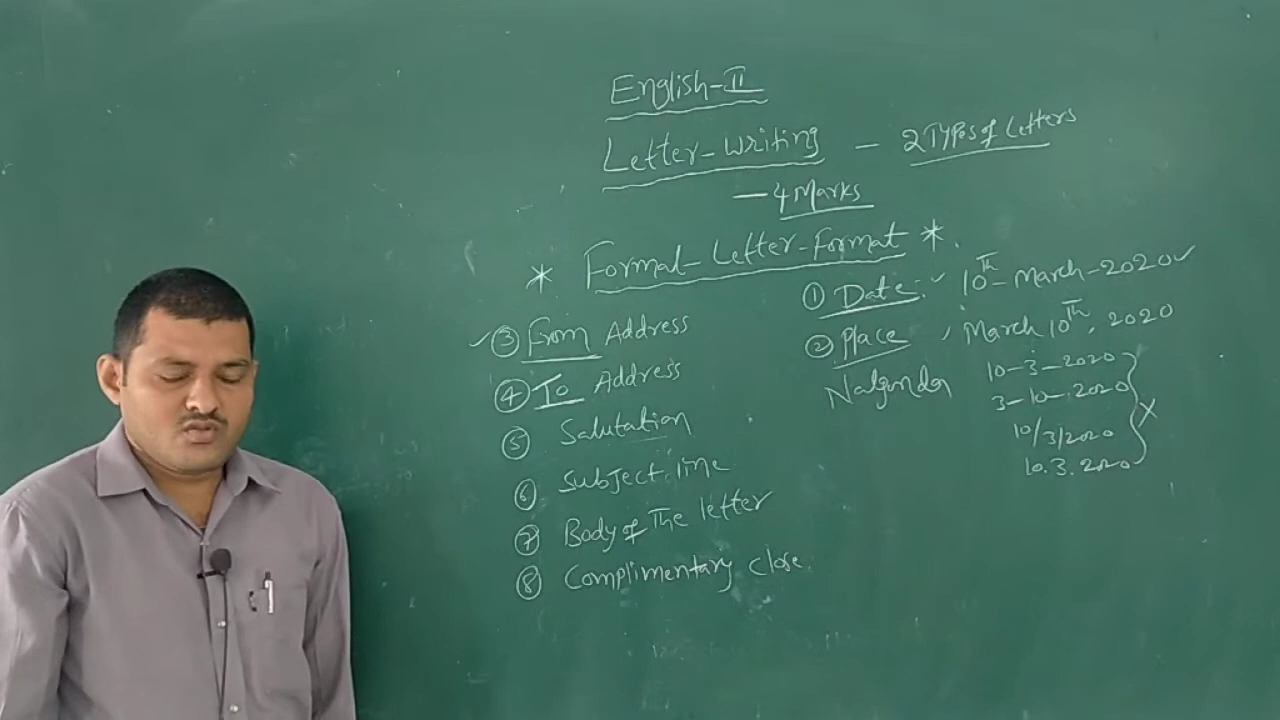 English-II
Letter-Writing - 2 Types of Letters
- 4 Marks
* Formal-Letter-Format *
① Date: 10th-March-2020
② Place March 10th, 2020
Nalgonda
10-3-2020
3-10-2020
10/3/2020
10.3.2020
X
③ From Address
④ To Address
⑤ Salutation
⑥ Subject line
⑦ Body of The letter
⑧ Complimentary close.